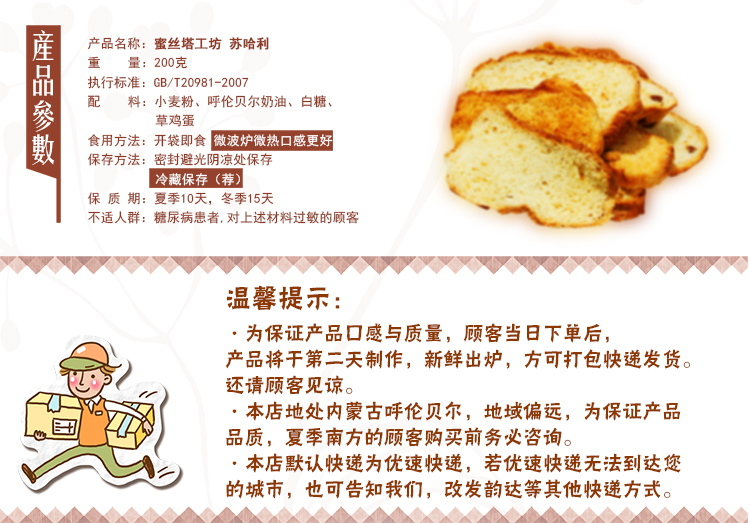 産品參數
产品名称：蜜丝塔工坊 苏哈利
重　　量：200克
执行标准：GB/T20981-2007
配　　料：小麦粉、呼伦贝尔奶油、白糖、
草鸡蛋
食用方法：开袋即食 微波炉微热口感更好
保存方法：密封避光阴凉处保存
冷藏保存（荐）
保 质 期：夏季10天，冬季15天
不适人群：糖尿病患者,对上述材料过敏的顾客
温馨提示：
·为保证产品口感与质量，顾客当日下单后，
产品将于第二天制作，新鲜出炉，方可打包快递发货。
还请顾客见谅。
·本店地处内蒙古呼伦贝尔，地域偏远，为保证产品
品质，夏季南方的顾客购买前务必咨询。
·本店默认快递为优速快递，若优速快递无法到达您
的城市，也可告知我们，改发韵达等其他快递方式。